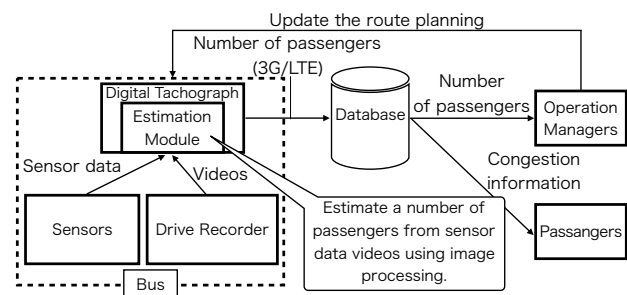 Update the route planning
Number of passengers
(3G/LTE)
Digital Tachograph
Estimation
Module
Database
Number
of passengers
Operation
Managers
Sensor data
Videos
Congestion
information
Sensors
Drive Recorder
Estimate a number of
passengers from sensor
data videos using image
processing.
Passangers
Bus